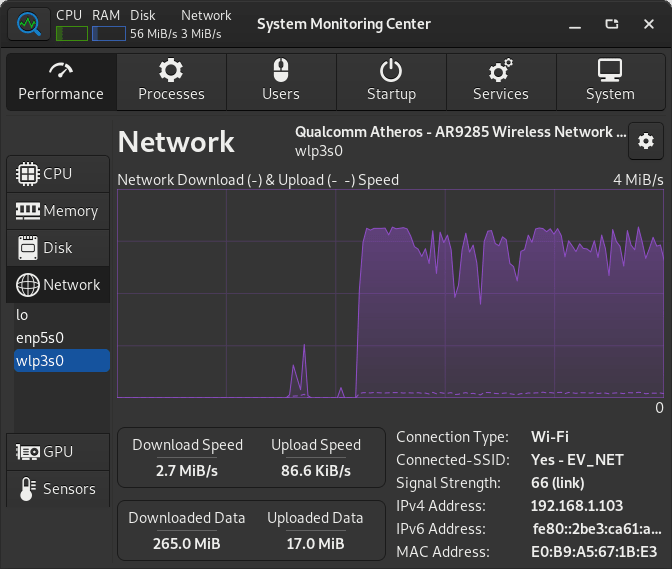 CPU RAM Disk Network
56 MiB/s 3 MiB/s
System Monitoring Center
Performance Processes Users Startup Services System
Network
Qualcomm Atheros - AR9285 Wireless Network ...
wlp3s0
CPU
Memory
Disk
Network
lo
enp5s0
wlp3s0
GPU
Sensors
Network Download (-) & Upload (- -) Speed 4 MiB/s
0
Download Speed Upload Speed
2.7 MiB/s 86.6 KiB/s
Downloaded Data Uploaded Data
265.0 MiB 17.0 MiB
Connection Type: Wi-Fi
Connected-SSID: Yes - EV_NET
Signal Strength: 66 (link)
IPv4 Address: 192.168.1.103
IPv6 Address: fe80::2be3:ca61:a...
MAC Address: E0:B9:A5:67:1B:E3